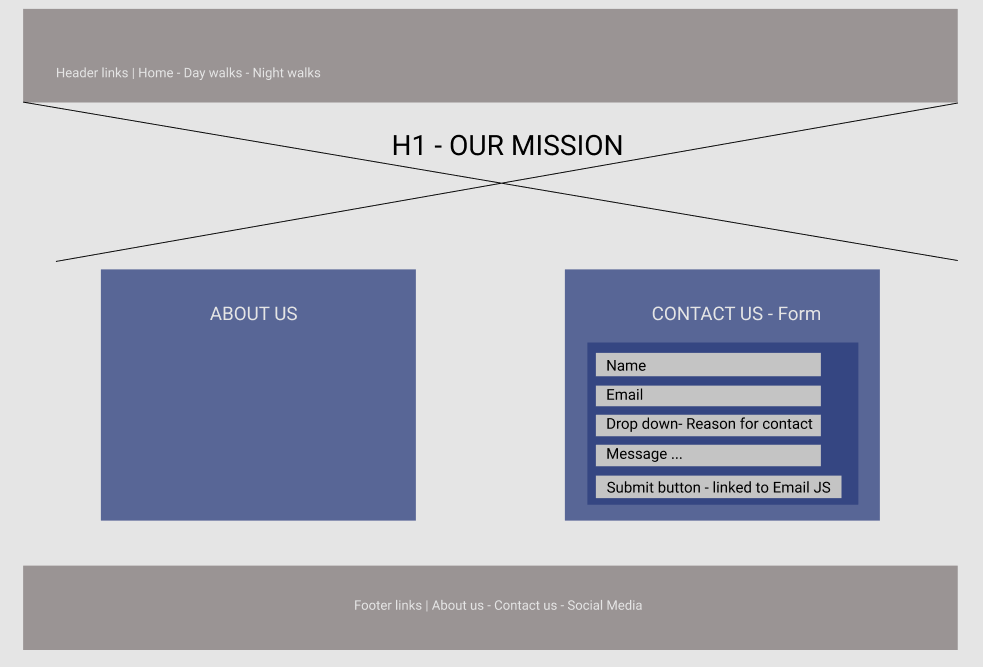 Header links | Home - Day walks - Night walks
H1 - OUR MISSION
ABOUT US
CONTACT US - Form
Name
Email
Drop down- Reason for contact
Message ...
Submit button - linked to Email JS
Footer links | About us - Contact us - Social Media